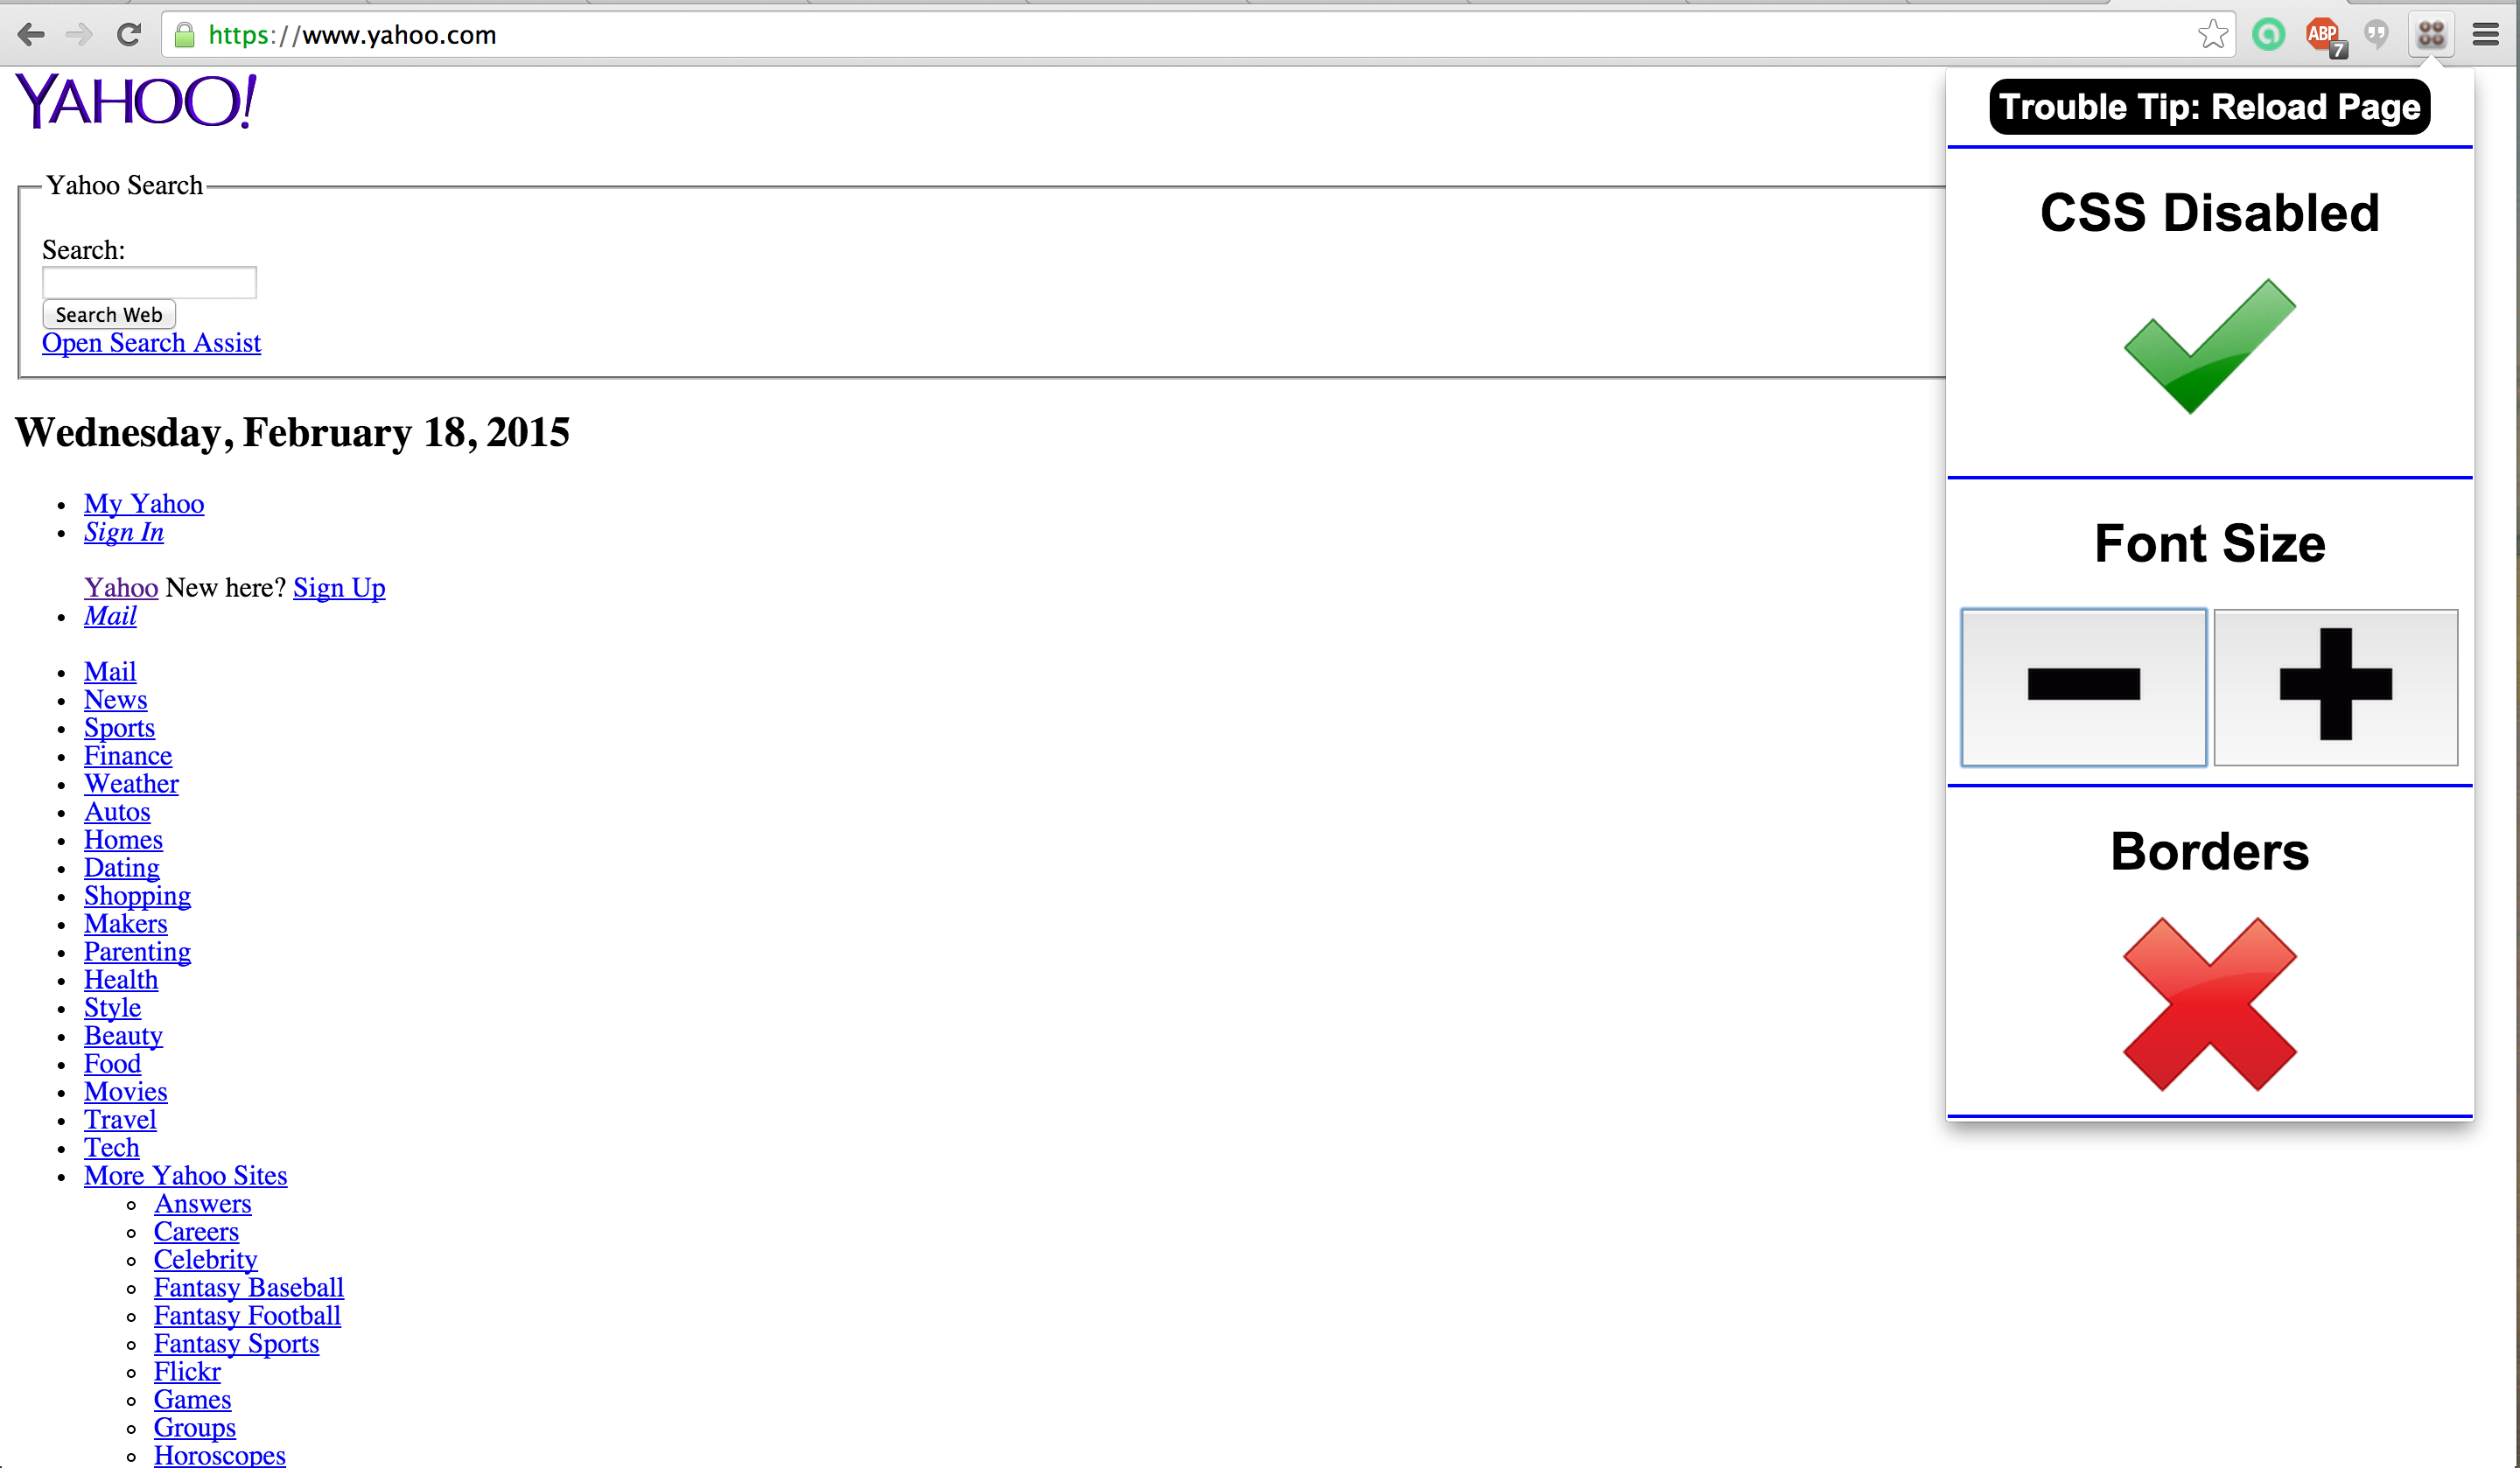 https://www.yahoo.com
ABP
7
YAHOO!
Yahoo Search
Search:
Search Web
Open Search Assist
Wednesday, February 18, 2015
My Yahoo
Sign In
Yahoo New here? Sign Up
Mail
Mail
News
Sports
Finance
Weather
Autos
Homes
Dating
Shopping
Makers
Parenting
Health
Style
Beauty
Food
Movies
Travel
Tech
More Yahoo Sites
Answers
Careers
Celebrity
Fantasy Baseball
Fantasy Football
Fantasy Sports
Flickr
Games
Groups
Horoscopes
Trouble Tip: Reload Page
CSS Disabled
Font Size
Borders